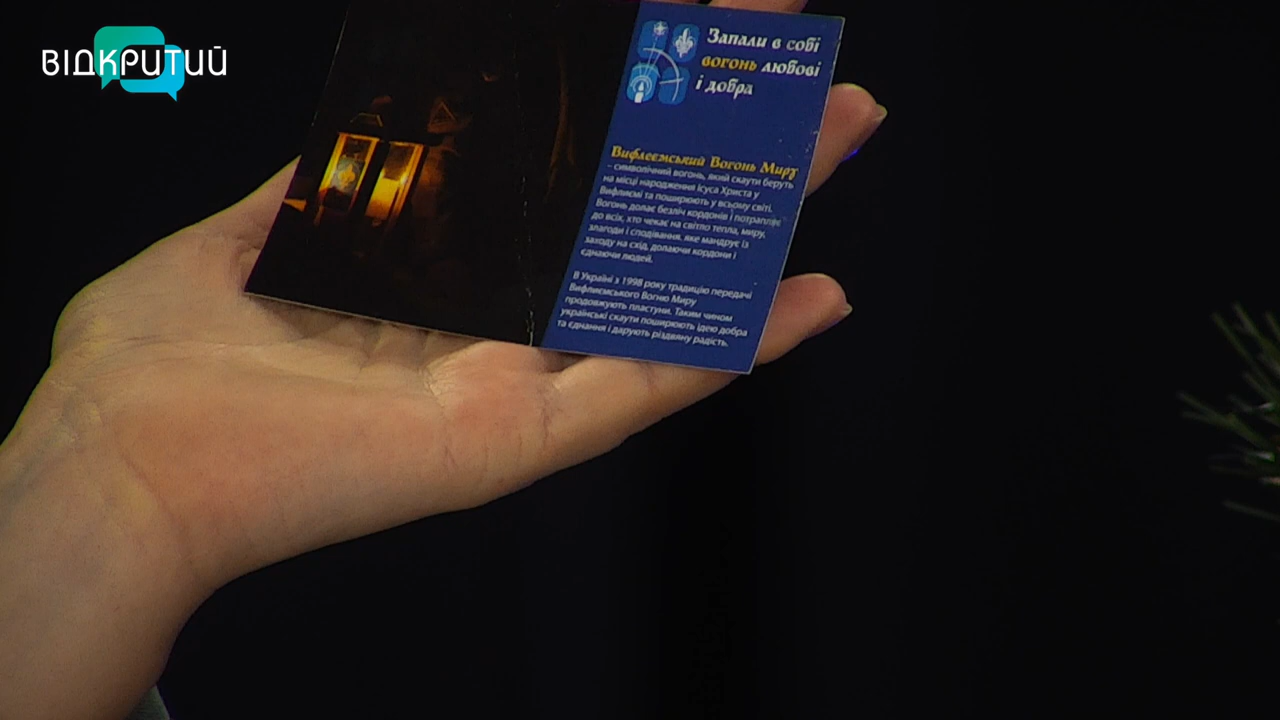 ВІДКРИТИЙ
Запали в собі
вогонь любові
і добра
Вифлеємський Вогонь Миру
– символічний вогонь, який скаути беруть
на місці народження Ісуса Христа у
Вифлиємі та поширюють у всьому світі.
Вогонь долає безліч кордонів і потрапляє
до всіх, хто чекає на світло тепла, миру,
злагоди і сподівання, яке мандрує із
заходу на схід, долаючи кордони і
єднаючи людей.
В Україні з 1998 року традицію передачі
Вифлиємського Вогню Миру
продовжують пластуни. Таким чином
українські скаути поширюють ідею добра
та єднання і дарують різдвяну радість.